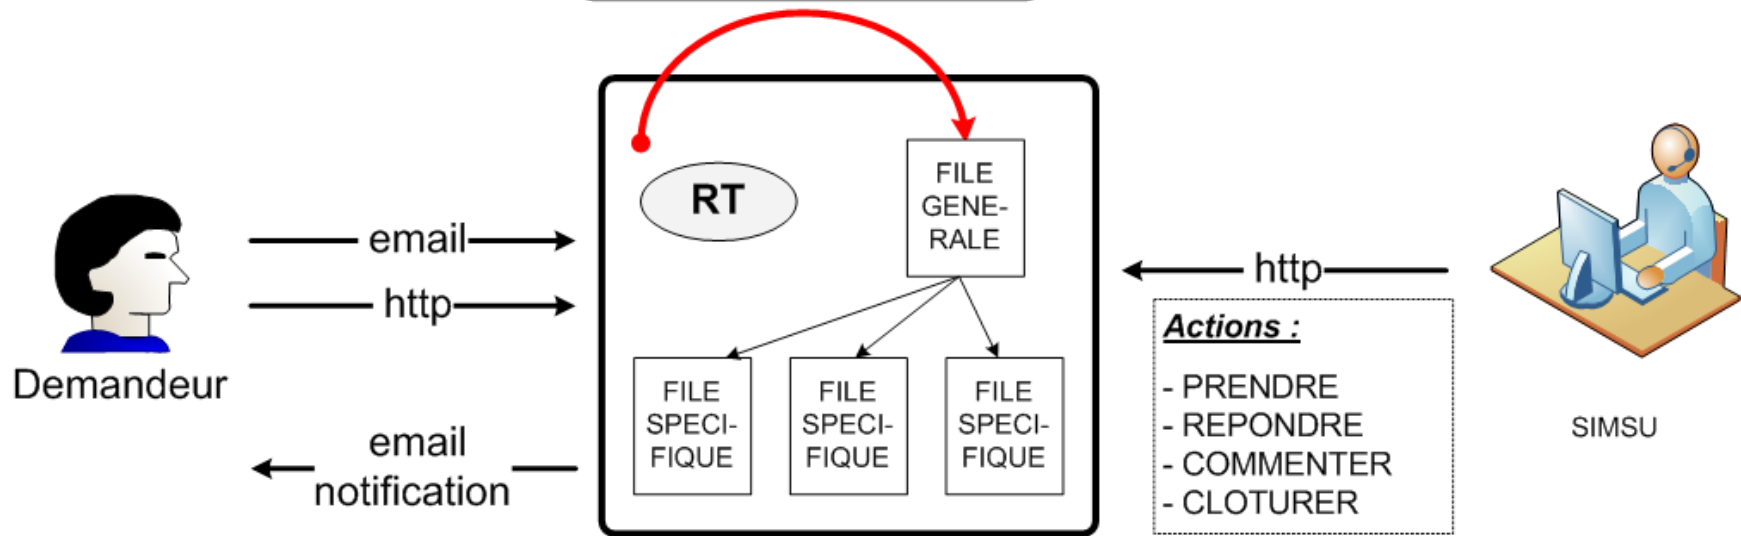 RT
FILE
GENE-
RALE
email
http
Demandeur
email
notification
FILE
SPECI-
FIQUE
FILE
SPECI-
FIQUE
FILE
SPECI-
FIQUE
http
Actions :
- PRENDRE
- REPONDRE
- COMMENTER
- CLOTURER
SIMSU